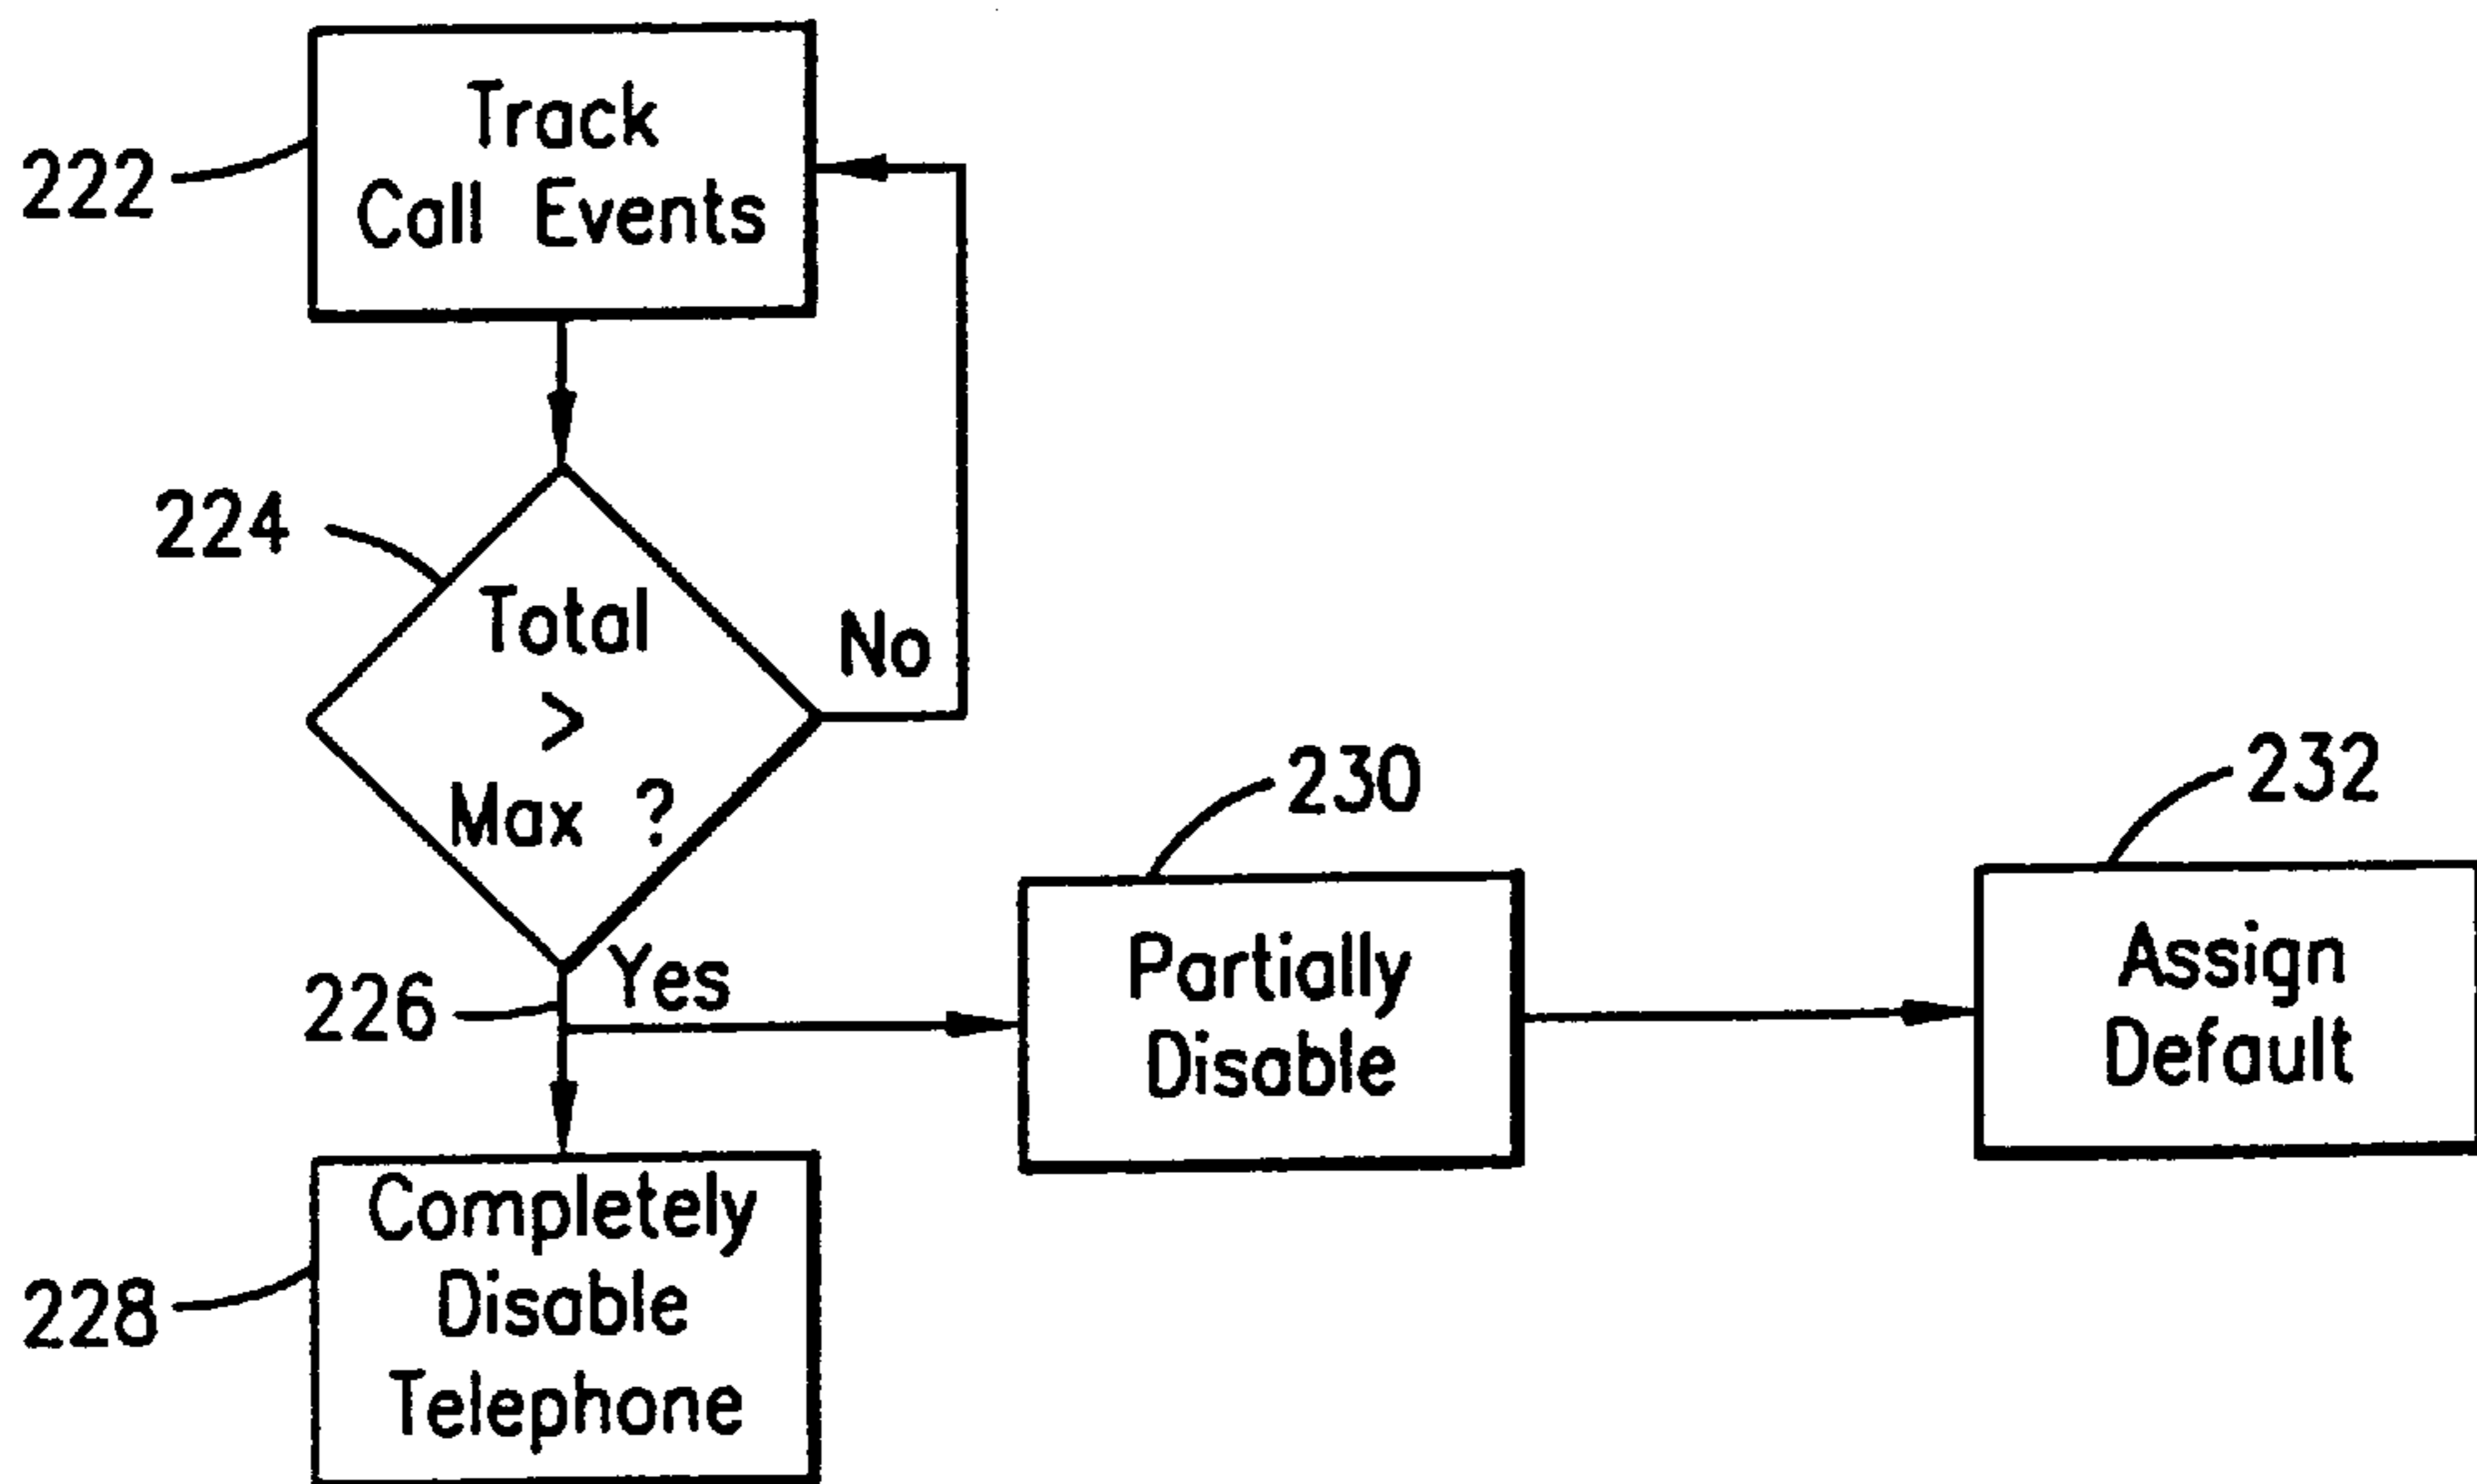 222
Track
Call Events
224
Total
>
Max ?
No
Yes
226
230
Partially
Disable
232
Assign
Default
228
Completely
Disable
Telephone